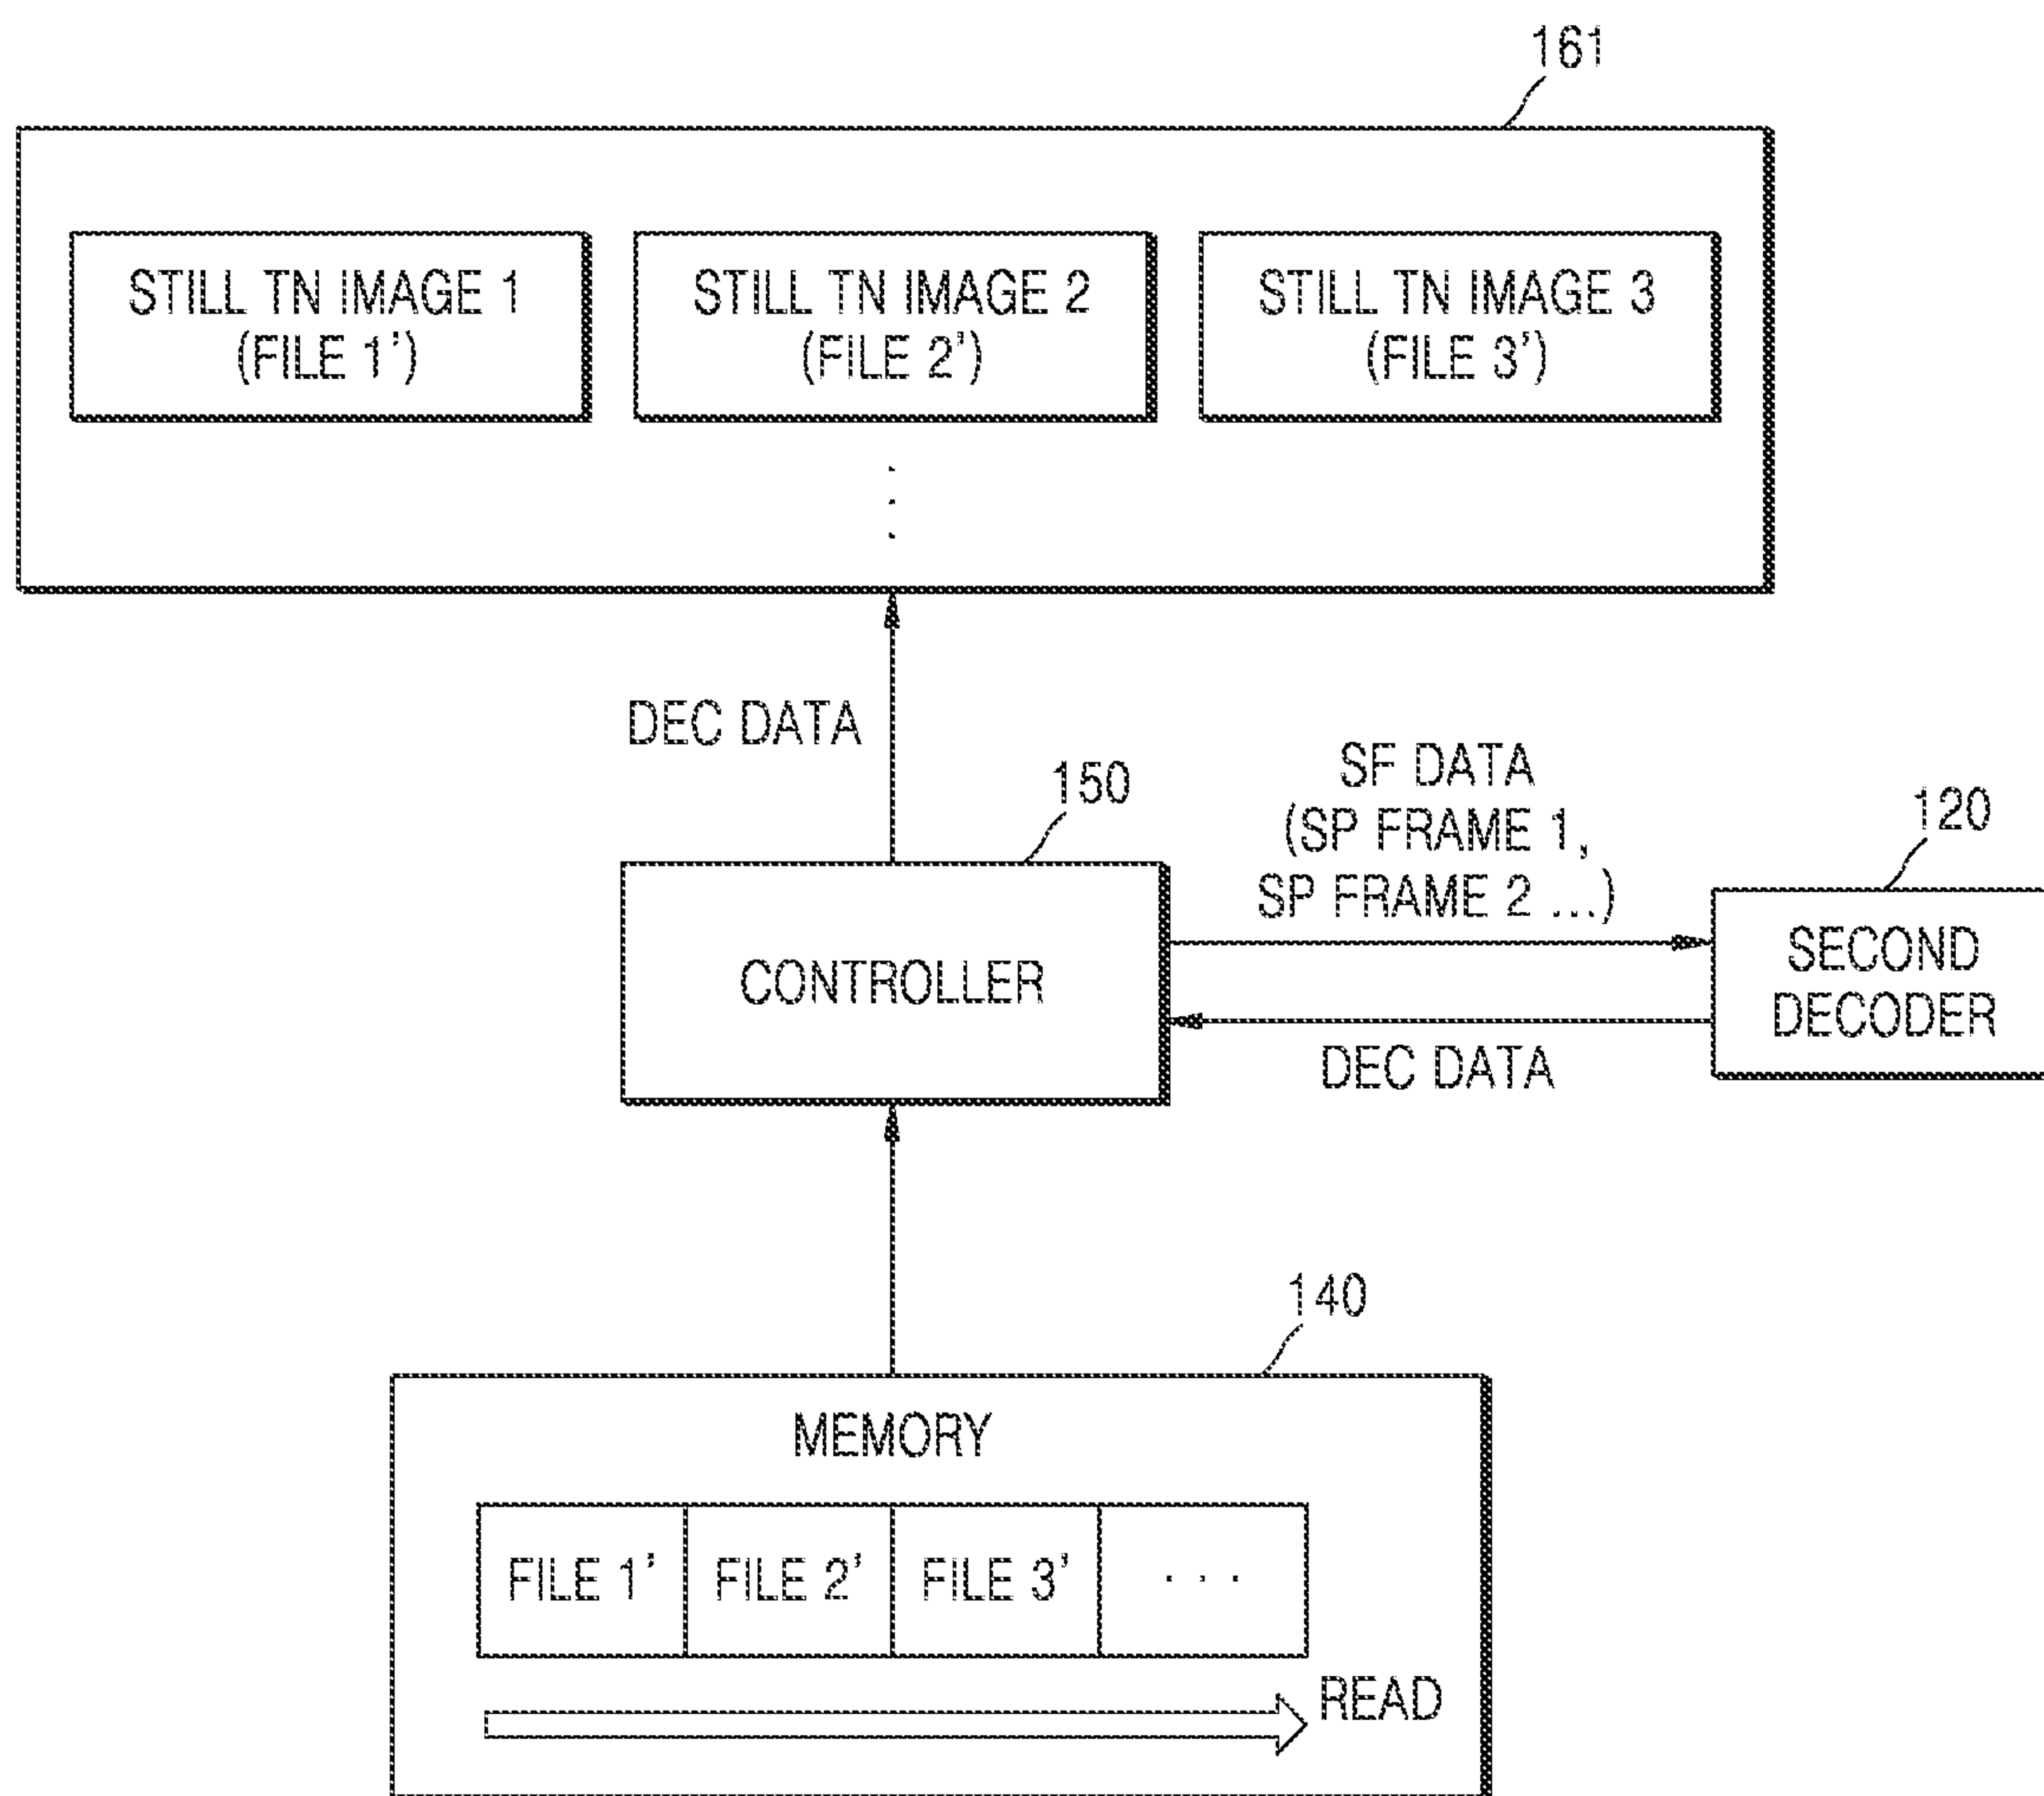 161
STILL TN IMAGE 1
(FILE 1')
STILL TN IMAGE 2
(FILE 2')
STILL TN IMAGE 3
(FILE 3')
.
.
.
DEC DATA
150
CONTROLLER
SF DATA
(SP FRAME 1,
SP FRAME 2 ...)
120
SECOND
DECODER
DEC DATA
140
MEMORY
FILE 1' FILE 2' FILE 3' . . .
READ